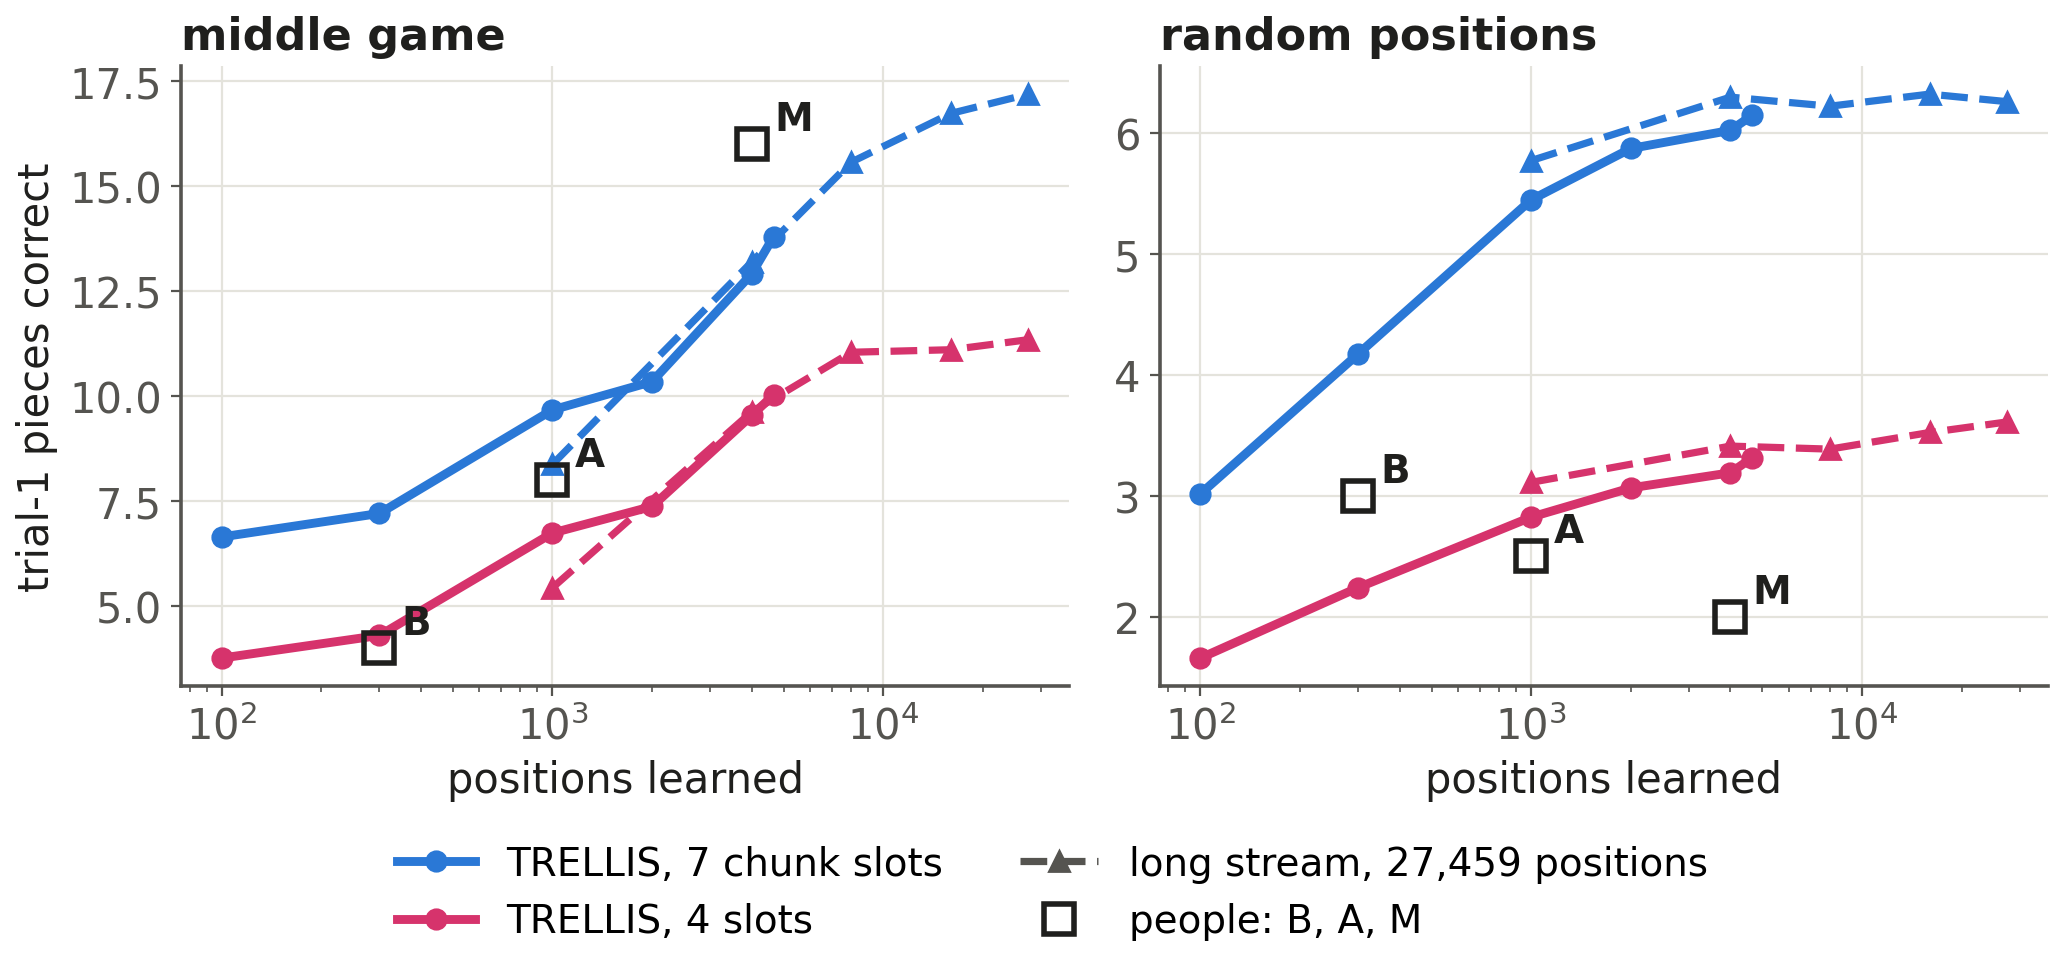 middle game
random positions
trial-1 pieces correct
17.5
15.0
12.5
10.0
7.5
5.0
M
A
B
10²
10³
10⁴
positions learned
6
5
4
3
2
B
A
M
10²
10³
10⁴
positions learned
TRELLIS, 7 chunk slots
TRELLIS, 4 slots
long stream, 27,459 positions
people: B, A, M